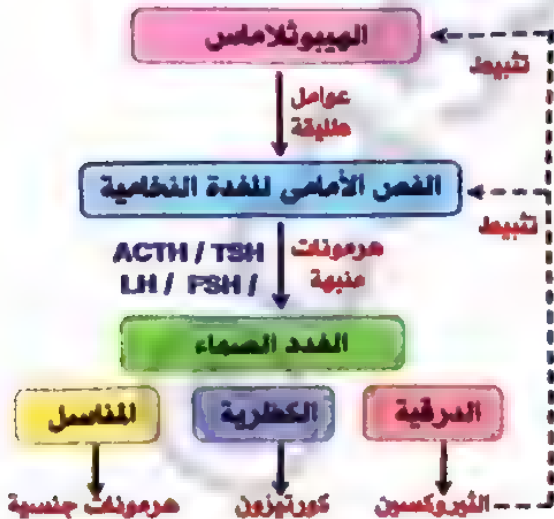 الهيبوثلاماس
تثبيط
عوامل
طليقة
الفص الأمامى للغدة النخامية
تثبيط
هرمونات
منبهة
ACTH / TSH
LH / FSH /
الغدد الصماء
الدرقية
الكظرية
المناسل
الثيروكسين
كورتيزون
هرمونات جنسية